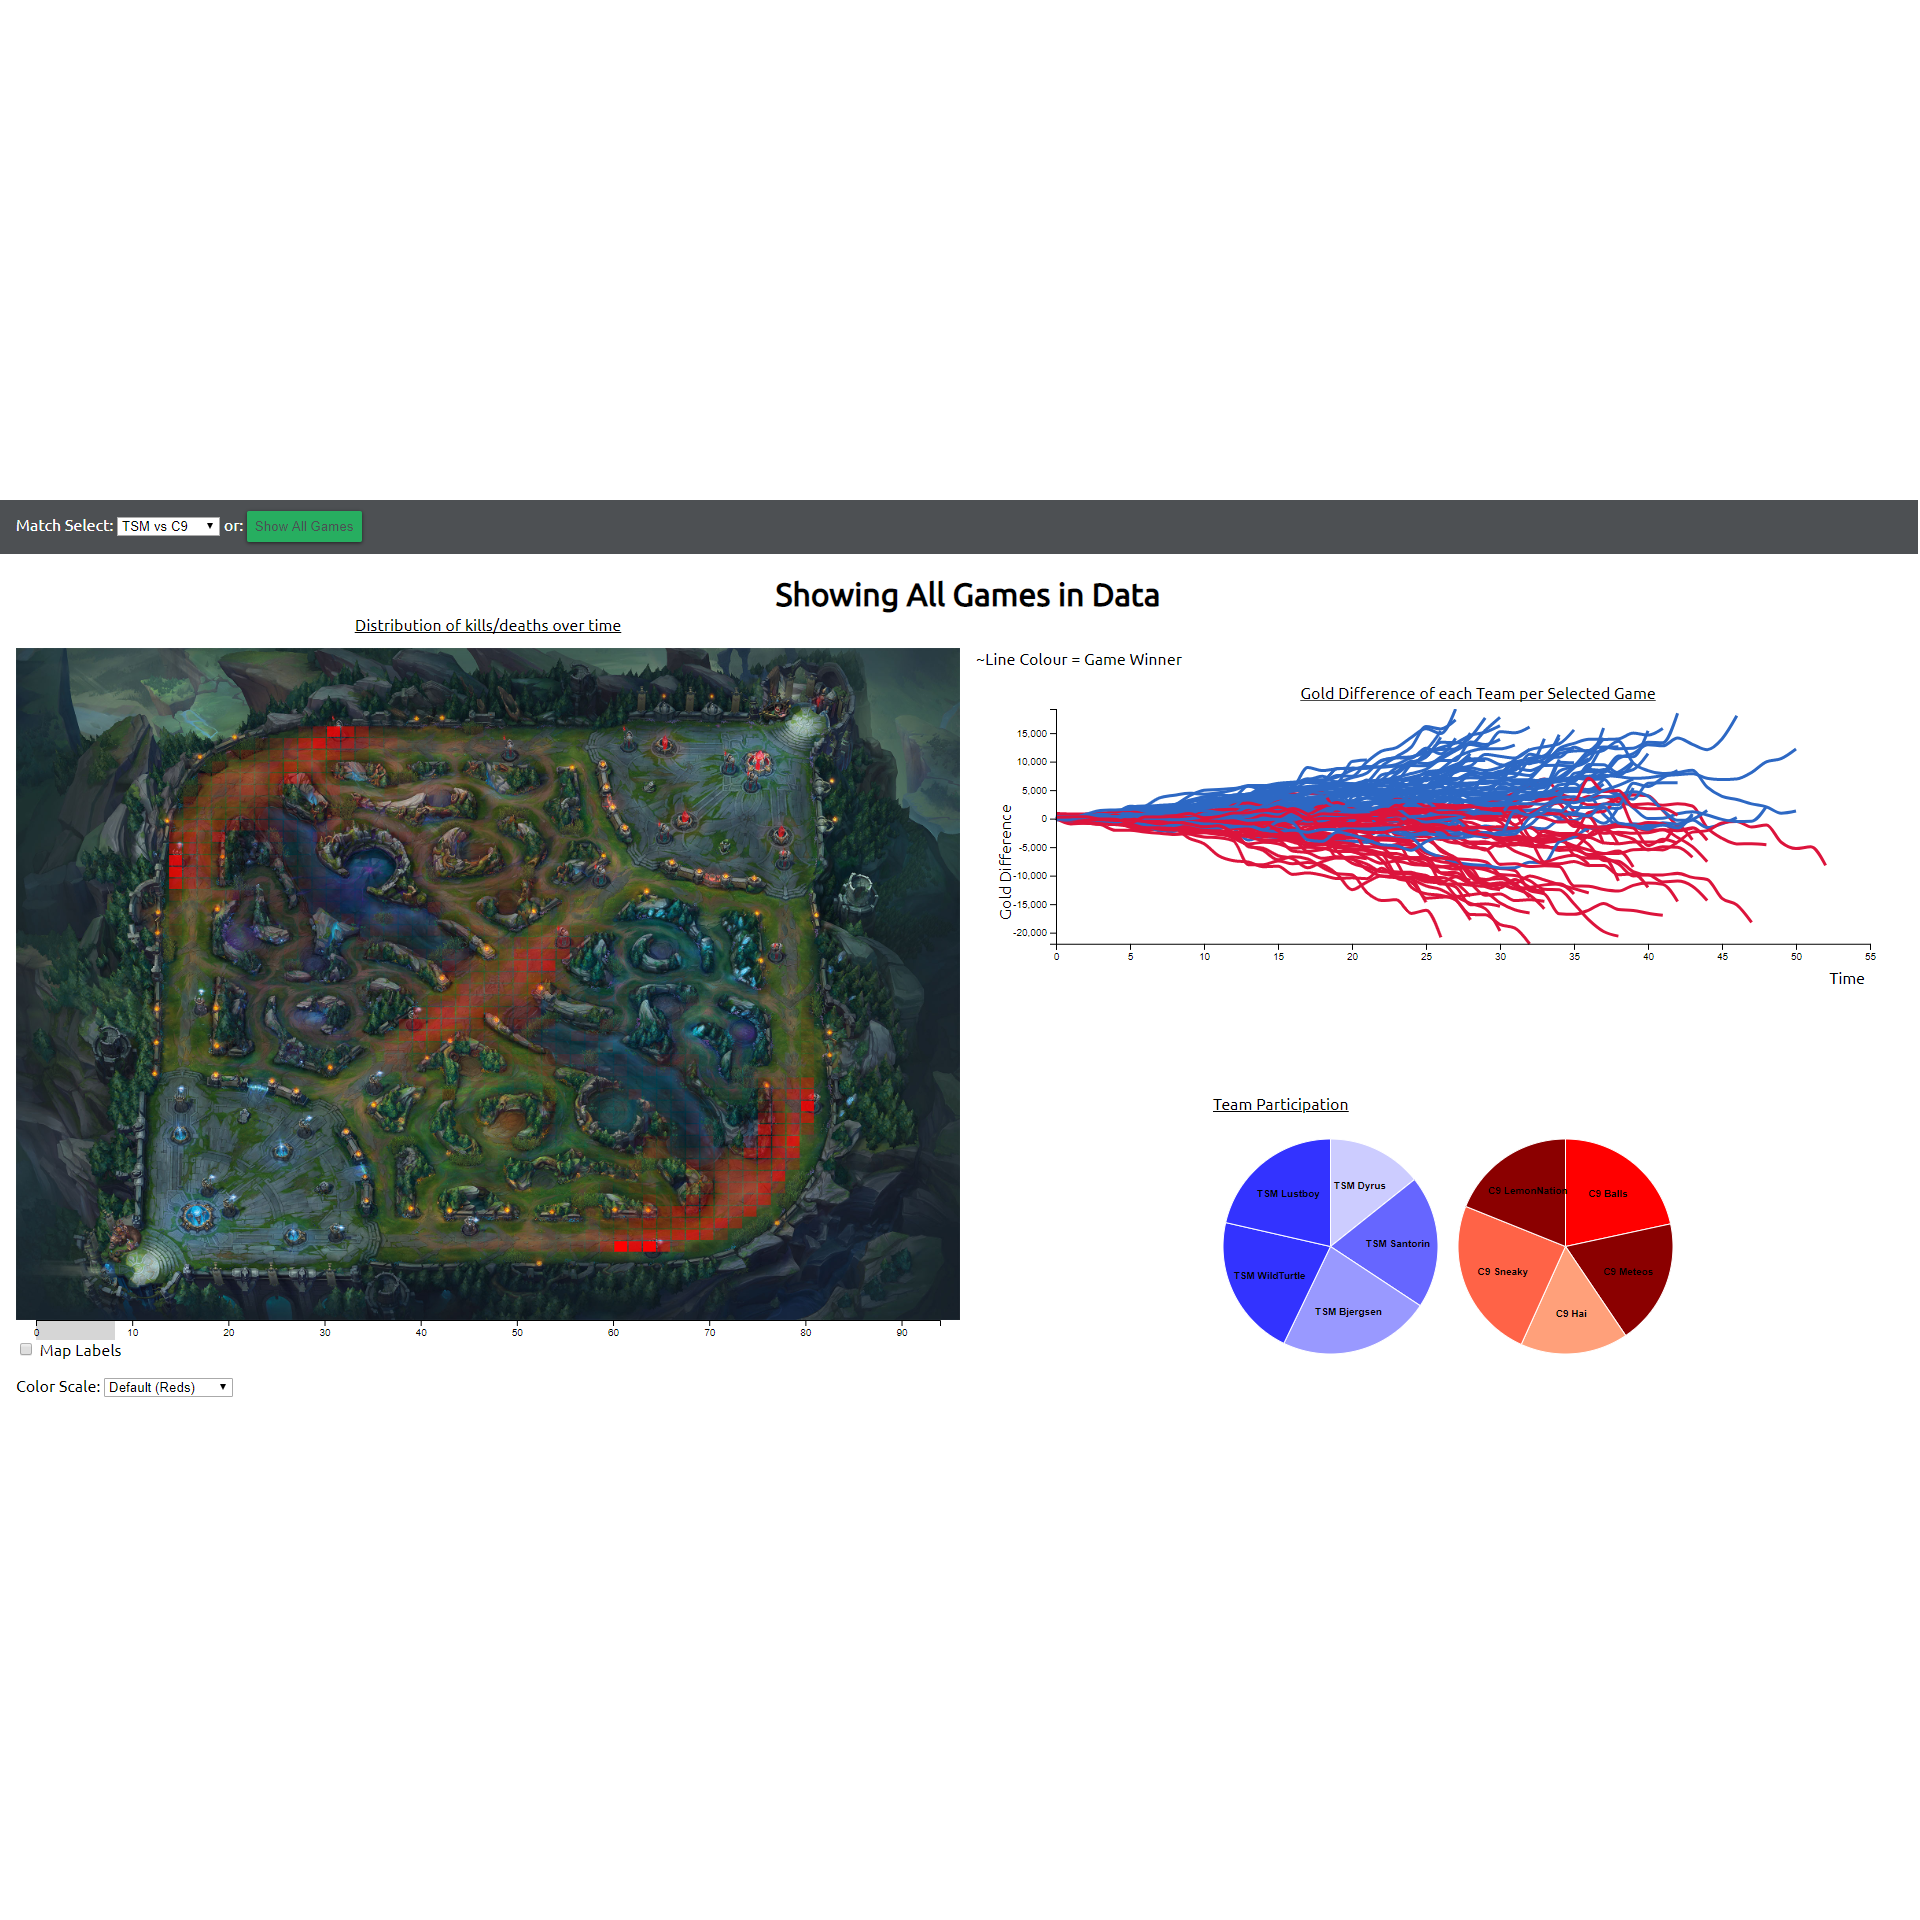 Match Select: TSM vs C9 or: Show All Games
Showing All Games in Data
Distribution of kills/deaths over time
0 10 20 30 40 50 60 70 80 90
Map Labels
Color Scale: Default (Reds)
~Line Colour = Game Winner
Gold Difference of each Team per Selected Game
Gold Difference
15,000
10,000
5,000
0
-5,000
-10,000
-15,000
-20,000
0 5 10 15 20 25 30 35 40 45 50 55
Time
Team Participation
TSM Lustboy
TSM Dyrus
TSM Santorin
TSM WildTurtle
TSM Bjergsen
C9 LemonNation
C9 Balls
C9 Sneaky
C9 Meteos
C9 Hai